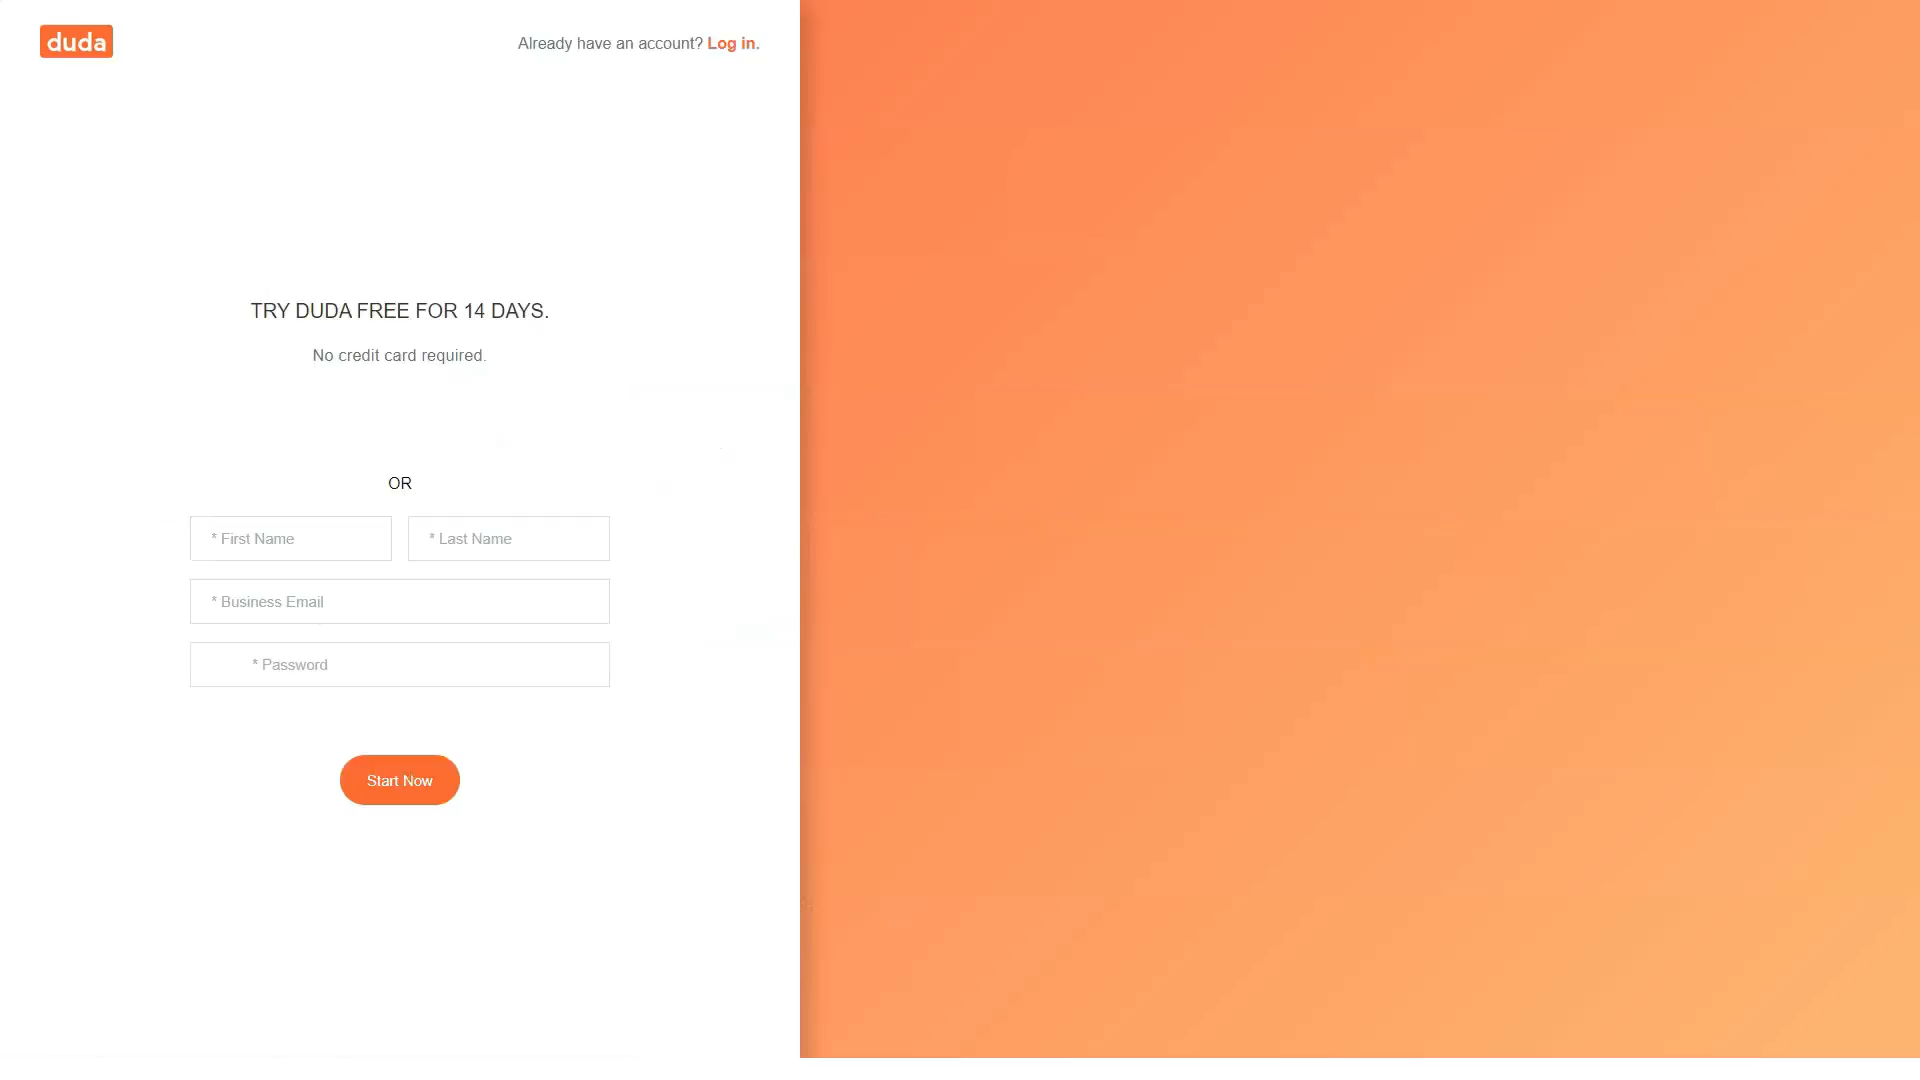 duda
Already have an account? Log in.
TRY DUDA FREE FOR 14 DAYS.
No credit card required.
OR
* First Name
* Last Name
* Business Email
* Password
Start Now